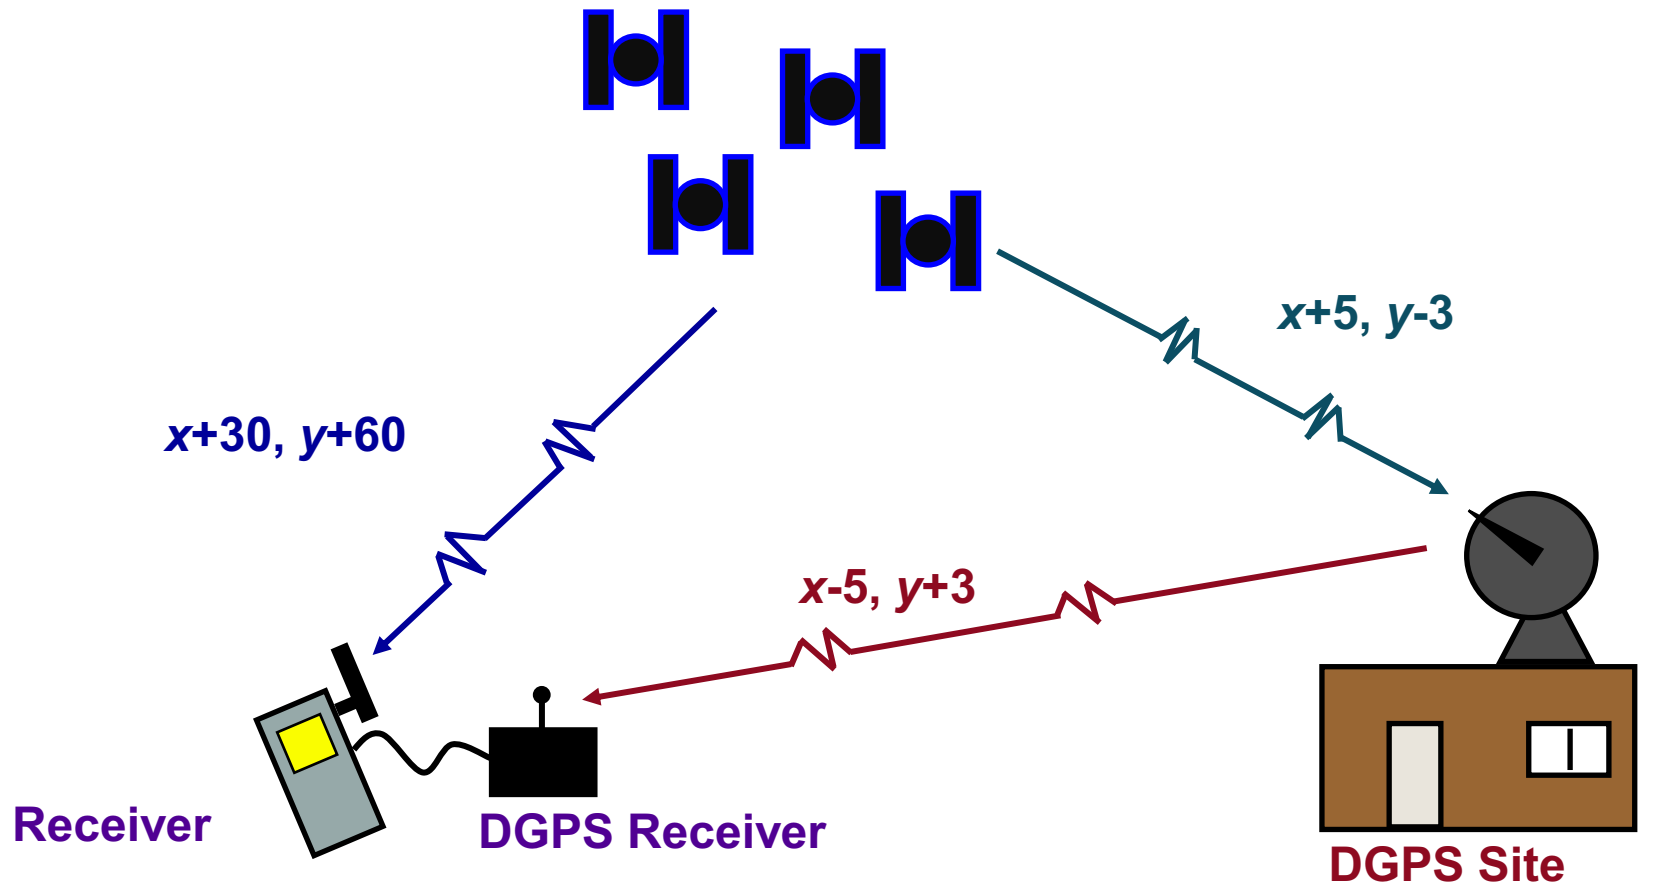 x+5, y-3
x+30, y+60
x-5, y+3
Receiver
DGPS Receiver
DGPS Site